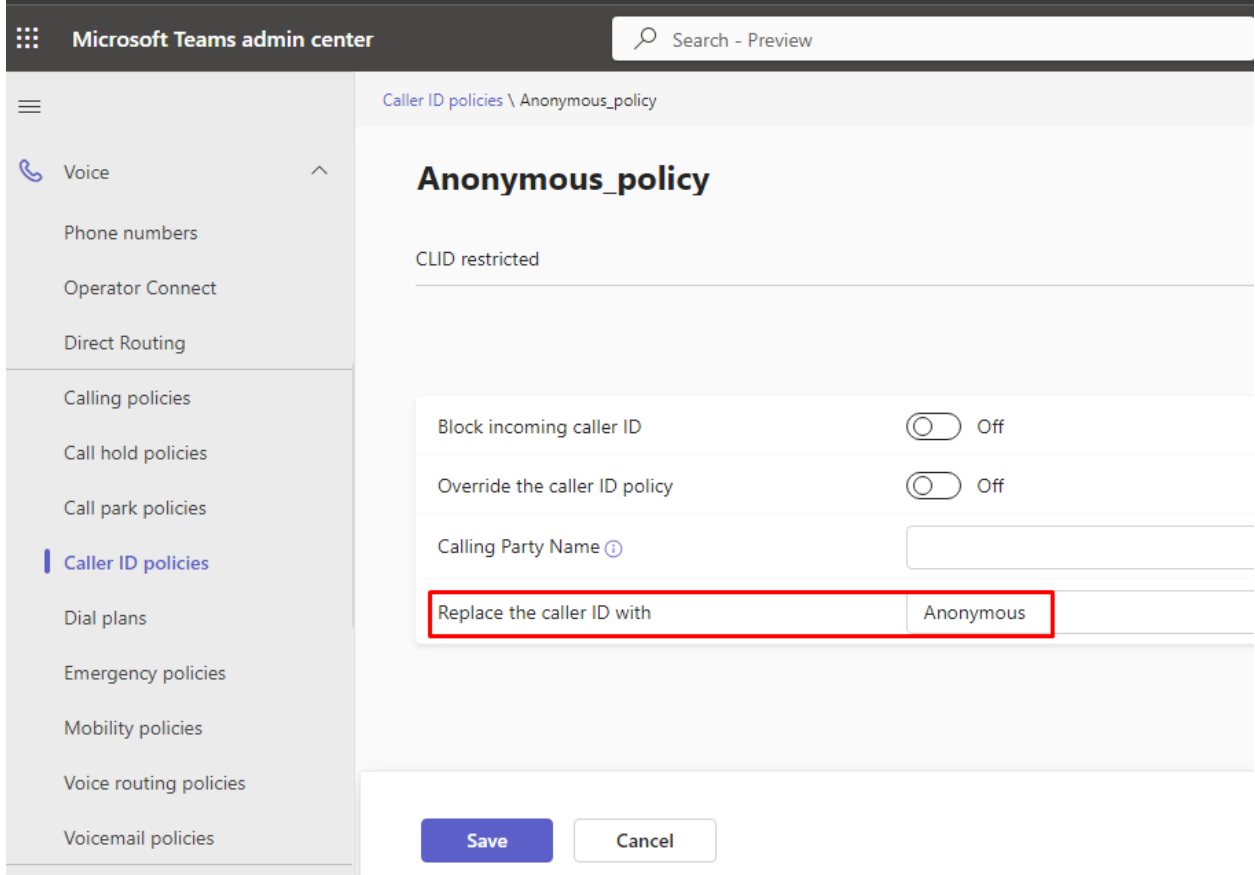 Microsoft Teams admin center
Search - Preview
Caller ID policies \ Anonymous_policy
Voice
Phone numbers
Operator Connect
Direct Routing
Calling policies
Call hold policies
Call park policies
Caller ID policies
Dial plans
Emergency policies
Mobility policies
Voice routing policies
Voicemail policies
Anonymous_policy
CLID restricted
Block incoming caller ID Off
Override the caller ID policy Off
Calling Party Name
Replace the caller ID with Anonymous
Save Cancel